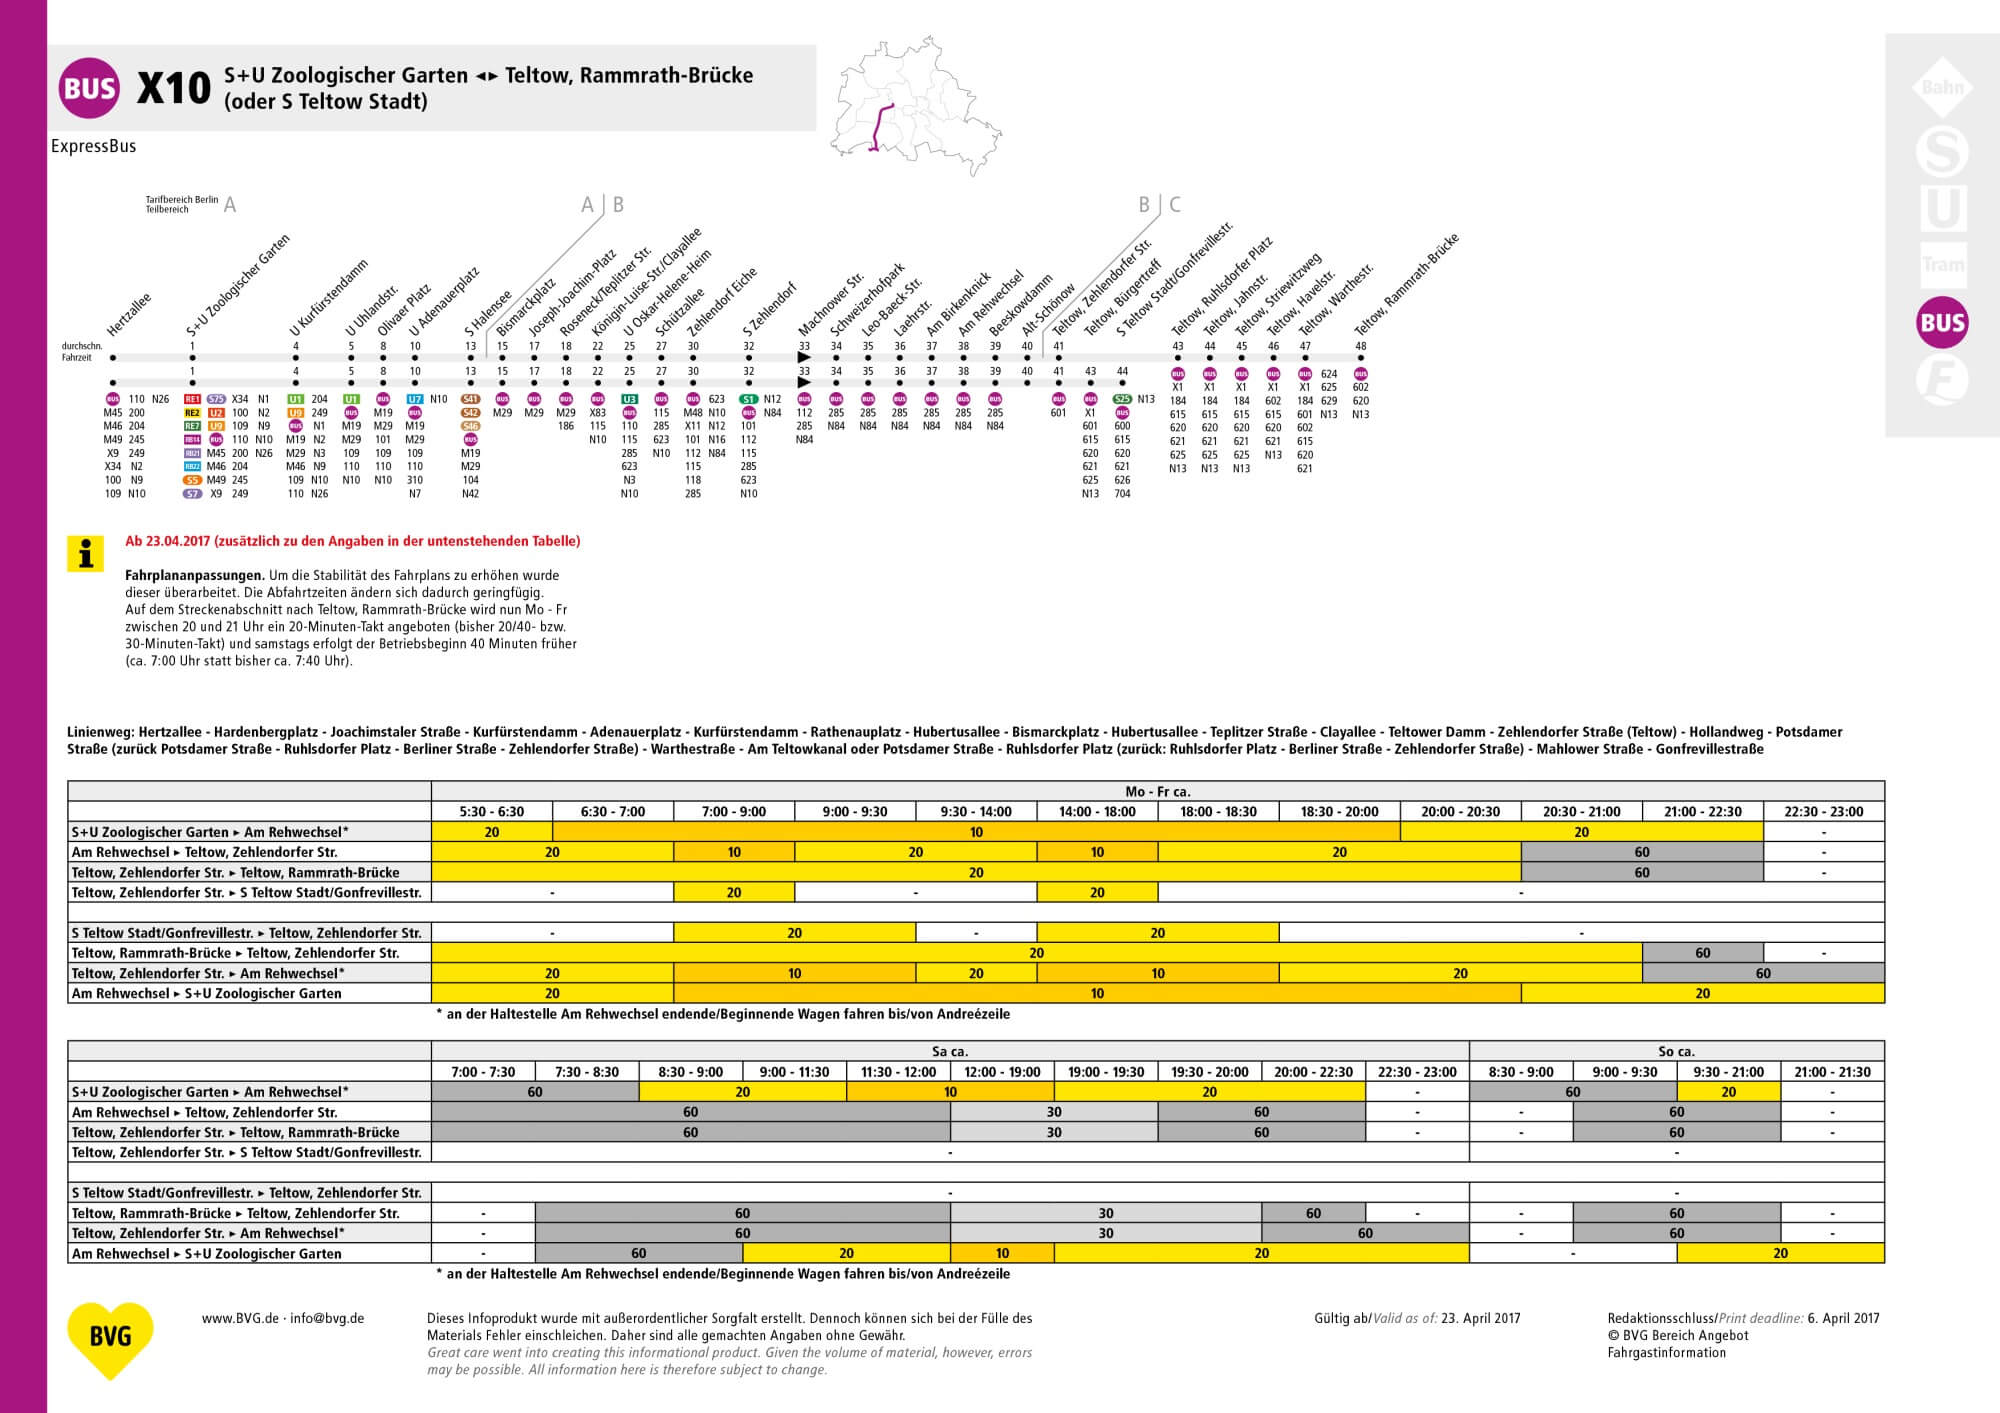 BUS X10 S+U Zoologischer Garten ◂▸ Teltow, Rammrath-Brücke
(oder S Teltow Stadt)
ExpressBus
Bahn
S
U
Tram
BUS
F
Tarifbereich Berlin
Teilbereich
A
A | B
B | C
Hertzallee
S+U Zoologischer Garten
U Kurfürstendamm
U Uhlandstr.
Olivaer Platz
U Adenauerplatz
S Halensee
Bismarckplatz
Joseph-Joachim-Platz
Roseneck/Teplitzer Str.
Königin-Luise-Str./Clayallee
U Oskar-Helene-Heim
Schützallee
Zehlendorf Eiche
S Zehlendorf
Machnower Str.
Schweizerhofpark
Leo-Baeck-Str.
Laehrstr.
Am Birkenknick
Am Rehwechsel
Beeskowdamm
Alt-Schönow
Teltow, Zehlendorfer Str.
Teltow, Bürgertreff
S Teltow Stadt/Gonfrevillestr.
Teltow, Ruhlsdorfer Platz
Teltow, Jahnstr.
Teltow, Striewitzweg
Teltow, Havelstr.
Teltow, Warthestr.
Teltow, Rammrath-Brücke
durchschn.
Fahrzeit
1 4 5 8 10 13 15 17 18 22 25 27 30 32 33 34 35 36 37 38 39 40 41 43 44 45 46 47 48
1 4 5 8 10 13 15 17 18 22 25 27 30 32 33 34 35 36 37 38 39 40 41 43 44
BUS 110 N26
M45 200
M46 204
M49 245
X9 249
X34 N2
100 N9
109 N10
RE1 S75 X34 N1
RE2 U2 100 N2
RE7 U9 109 N9
RB14 BUS 110 N10
RB21 M45 200 N26
RB22 M46 204
S5 M49 245
S7 X9 249
U1 204
U9 249
BUS N1
M19 N2
M29 N3
M46 N9
109 N10
110 N26
U1
BUS
M19
M29
109
110
N10
BUS
M19
M29
101
109
110
N10
U7 N10
BUS
M19
M29
109
110
310
N7
S41
S42
S46
BUS
M19
M29
104
N42
BUS
M29
BUS
M29
BUS
M29
186
BUS
X83
115
N10
U3
BUS
110
115
285
623
N3
N10
BUS
115
285
623
N10
BUS 623
M48 N10
X11 N12
101 N16
112 N84
115
118
285
S1 N12
BUS N84
101
112
115
285
623
N10
BUS
112
285
N84
BUS
285
N84
BUS
285
N84
BUS
285
N84
BUS
285
N84
BUS
285
N84
BUS
285
N84
BUS
601
BUS
X1
601
615
620
621
625
N13
S25 N13
BUS
600
615
620
621
626
704
BUS
X1
184
615
620
621
625
N13
BUS
X1
184
615
620
621
625
N13
BUS
X1
184
615
620
621
625
N13
BUS
X1
602
615
620
621
N13
BUS 624
X1 625
184 629
601 N13
602
615
620
621
BUS
602
620
N13
i
Ab 23.04.2017 (zusätzlich zu den Angaben in der untenstehenden Tabelle)
Fahrplananpassungen. Um die Stabilität des Fahrplans zu erhöhen wurde
dieser überarbeitet. Die Abfahrtzeiten ändern sich dadurch geringfügig.
Auf dem Streckenabschnitt nach Teltow, Rammrath-Brücke wird nun Mo - Fr
zwischen 20 und 21 Uhr ein 20-Minuten-Takt angeboten (bisher 20/40- bzw.
30-Minuten-Takt) und samstags erfolgt der Betriebsbeginn 40 Minuten früher
(ca. 7:00 Uhr statt bisher ca. 7:40 Uhr).
Linienweg: Hertzallee - Hardenbergplatz - Joachimstaler Straße - Kurfürstendamm - Adenauerplatz - Kurfürstendamm - Rathenauplatz - Hubertusallee - Bismarckplatz - Hubertusallee - Teplitzer Straße - Clayallee - Teltower Damm - Zehlendorfer Straße (Teltow) - Hollandweg - Potsdamer
Straße (zurück Potsdamer Straße - Ruhlsdorfer Platz - Berliner Straße - Zehlendorfer Straße) - Warthestraße - Am Teltowkanal oder Potsdamer Straße - Ruhlsdorfer Platz (zurück: Ruhlsdorfer Platz - Berliner Straße - Zehlendorfer Straße) - Mahlower Straße - Gonfrevillestraße
Mo - Fr ca.
5:30 - 6:30 6:30 - 7:00 7:00 - 9:00 9:00 - 9:30 9:30 - 14:00 14:00 - 18:00 18:00 - 18:30 18:30 - 20:00 20:00 - 20:30 20:30 - 21:00 21:00 - 22:30 22:30 - 23:00
S+U Zoologischer Garten ▸ Am Rehwechsel* 20 10 20 -
Am Rehwechsel ▸ Teltow, Zehlendorfer Str. 20 10 20 10 20 60 -
Teltow, Zehlendorfer Str. ▸ Teltow, Rammrath-Brücke 20 60 -
Teltow, Zehlendorfer Str. ▸ S Teltow Stadt/Gonfrevillestr. - 20 - 20 -
S Teltow Stadt/Gonfrevillestr. ▸ Teltow, Zehlendorfer Str. - 20 - 20 -
Teltow, Rammrath-Brücke ▸ Teltow, Zehlendorfer Str. 20 60 -
Teltow, Zehlendorfer Str. ▸ Am Rehwechsel* 20 10 20 10 20 60
Am Rehwechsel ▸ S+U Zoologischer Garten 20 10 20
* an der Haltestelle Am Rehwechsel endende/Beginnende Wagen fahren bis/von Andreézeile
Sa ca. So ca.
7:00 - 7:30 7:30 - 8:30 8:30 - 9:00 9:00 - 11:30 11:30 - 12:00 12:00 - 19:00 19:00 - 19:30 19:30 - 20:00 20:00 - 22:30 22:30 - 23:00 8:30 - 9:00 9:00 - 9:30 9:30 - 21:00 21:00 - 21:30
S+U Zoologischer Garten ▸ Am Rehwechsel* 60 20 10 20 - 60 20 -
Am Rehwechsel ▸ Teltow, Zehlendorfer Str. 60 30 60 - - 60 -
Teltow, Zehlendorfer Str. ▸ Teltow, Rammrath-Brücke 60 30 60 - - 60 -
Teltow, Zehlendorfer Str. ▸ S Teltow Stadt/Gonfrevillestr. - -
S Teltow Stadt/Gonfrevillestr. ▸ Teltow, Zehlendorfer Str. - -
Teltow, Rammrath-Brücke ▸ Teltow, Zehlendorfer Str. - 60 30 60 - - 60 -
Teltow, Zehlendorfer Str. ▸ Am Rehwechsel* - 60 30 60 - 60 -
Am Rehwechsel ▸ S+U Zoologischer Garten - 60 20 10 20 - 20
* an der Haltestelle Am Rehwechsel endende/Beginnende Wagen fahren bis/von Andreézeile
BVG
www.BVG.de · info@bvg.de
Dieses Infoprodukt wurde mit außerordentlicher Sorgfalt erstellt. Dennoch können sich bei der Fülle des
Materials Fehler einschleichen. Daher sind alle gemachten Angaben ohne Gewähr.
Great care went into creating this informational product. Given the volume of material, however, errors
may be possible. All information here is therefore subject to change.
Gültig ab/Valid as of: 23. April 2017
Redaktionsschluss/Print deadline: 6. April 2017
© BVG Bereich Angebot
Fahrgastinformation